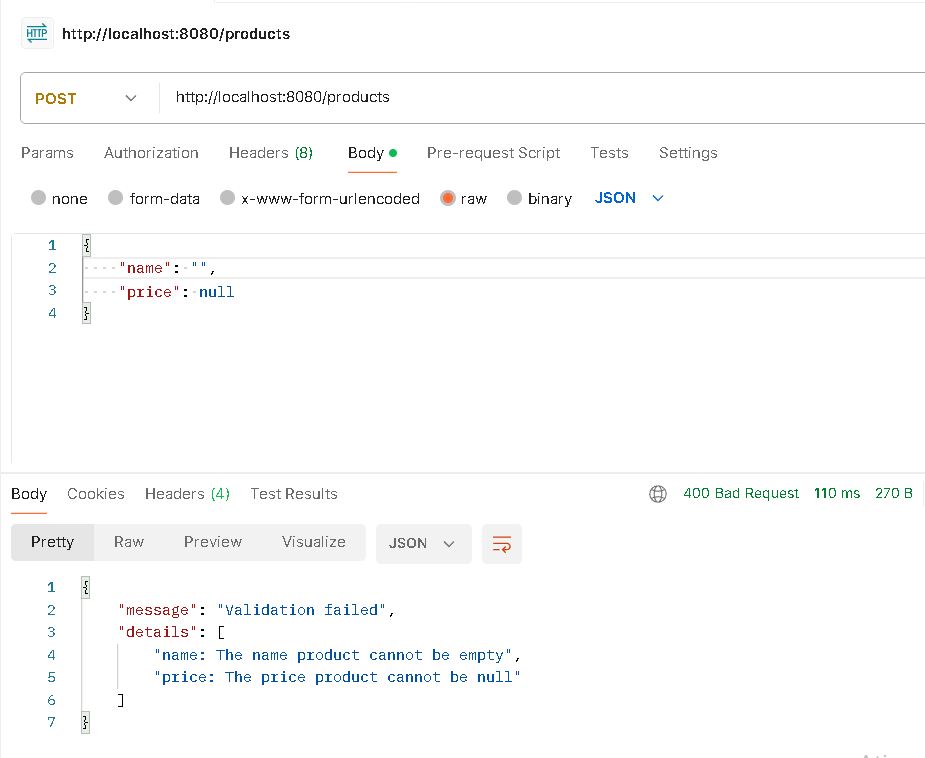 HTTP http://localhost:8080/products
POST http://localhost:8080/products
Params Authorization Headers (8) Body Pre-request Script Tests Settings
none form-data x-www-form-urlencoded raw binary JSON
1 {
2 "name": "",
3 "price": null
4 }
Body Cookies Headers (4) Test Results 400 Bad Request 110 ms 270 B
Pretty Raw Preview Visualize JSON
1 {
2 "message": "Validation failed",
3 "details": [
4 "name: The name product cannot be empty",
5 "price: The price product cannot be null"
6 ]
7 }